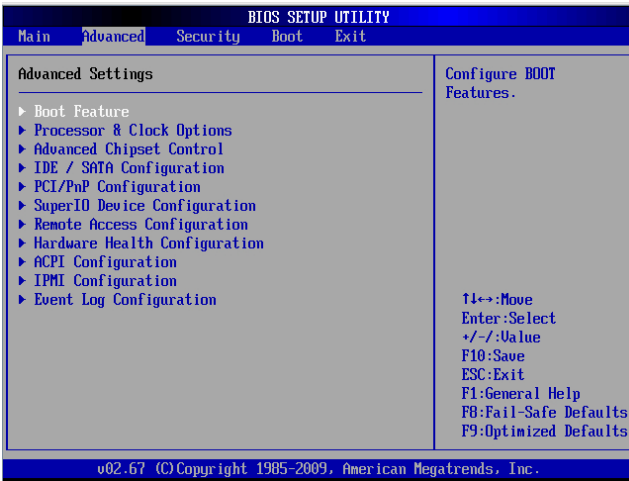 BIOS SETUP UTILITY
Main Advanced Security Boot Exit
Advanced Settings
▶ Boot Feature
▶ Processor & Clock Options
▶ Advanced Chipset Control
▶ IDE / SATA Configuration
▶ PCI/PnP Configuration
▶ SuperIO Device Configuration
▶ Remote Access Configuration
▶ Hardware Health Configuration
▶ ACPI Configuration
▶ IPMI Configuration
▶ Event Log Configuration
Configure BOOT
Features.
↑↓↔:Move
Enter:Select
+/-/:Value
F10:Save
ESC:Exit
F1:General Help
F8:Fail-Safe Defaults
F9:Optimized Defaults
v02.67 (C)Copyright 1985-2009, American Megatrends, Inc.